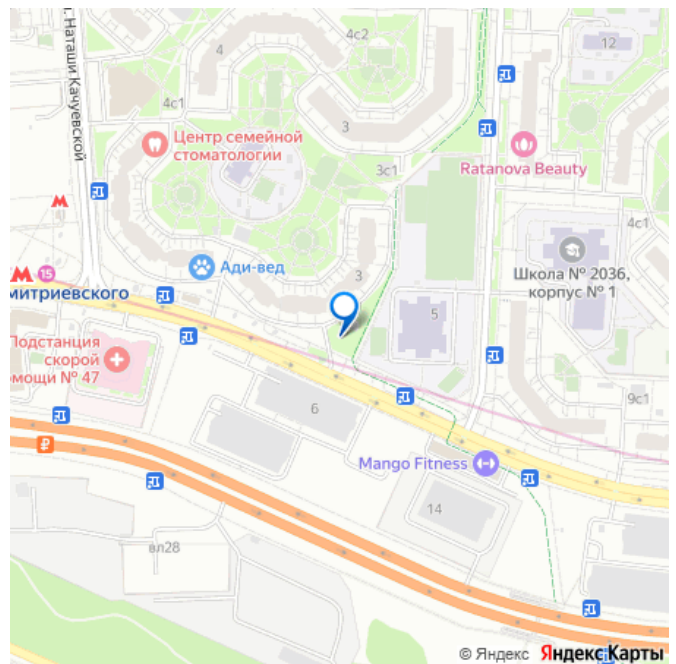 . Наташи Качуевской
4
4с2
12
4с1
3
Центр семейной
стоматологии
3с1
Ratanova Beauty
4с1
М
Ади-вед
3
Школа № 2036,
корпус № 1
М 15
митриевского
5
Подстанция
скорой
омощи № 47
6
9с1
₽
Mango Fitness
14
вл28
© Яндекс Яндекс Карты